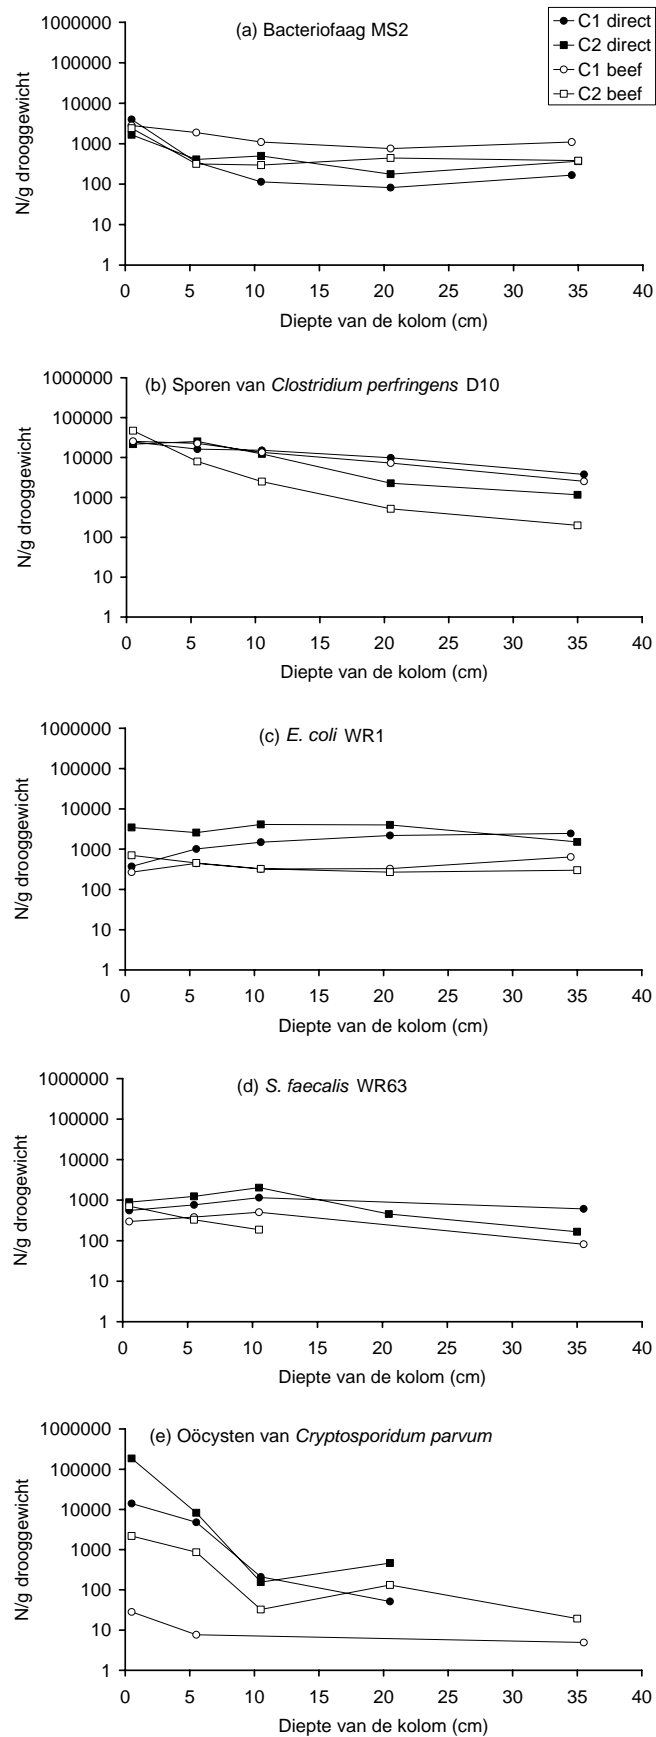 (a) Bacteriofaag MS2
C1 direct
C2 direct
C1 beef
C2 beef
N/g drooggewicht
1000000
100000
10000
1000
100
10
1
0 5 10 15 20 25 30 35 40
Diepte van de kolom (cm)
(b) Sporen van Clostridium perfringens D10
N/g drooggewicht
1000000
100000
10000
1000
100
10
1
0 5 10 15 20 25 30 35 40
Diepte van de kolom (cm)
(c) E. coli WR1
N/g drooggewicht
1000000
100000
10000
1000
100
10
1
0 5 10 15 20 25 30 35 40
Diepte van de kolom (cm)
(d) S. faecalis WR63
N/g droogewicht
1000000
100000
10000
1000
100
10
1
0 5 10 15 20 25 30 35 40
Diepte van de kolom (cm)
(e) Oöcysten van Cryptosporidum parvum
N/g drooggewicht
1000000
100000
10000
1000
100
10
1
0 5 10 15 20 25 30 35 40
Diepte van de kolom (cm)